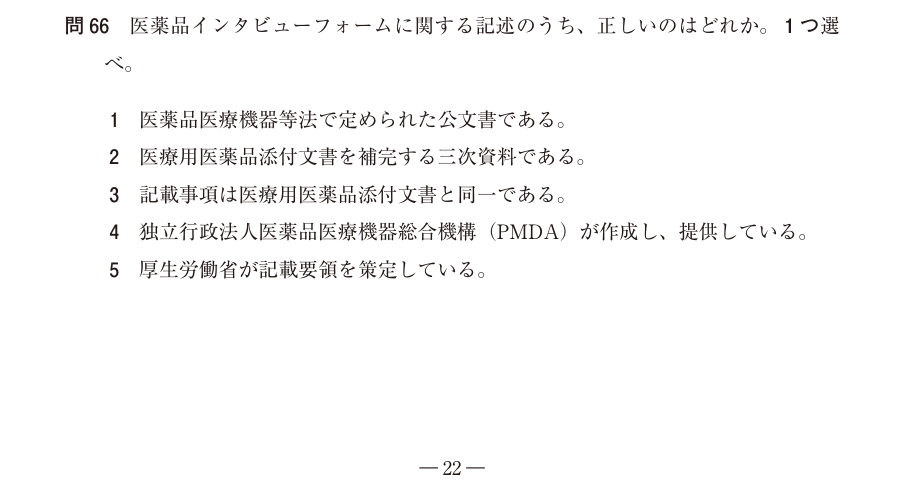 問 66 医薬品インタビューフォームに関する記述のうち、正しいのはどれか。1つ選
べ。
1 医薬品医療機器等法で定められた公文書である。
2 医療用医薬品添付文書を補完する三次資料である。
3 記載事項は医療用医薬品添付文書と同一である。
4 独立行政法人医薬品医療機器総合機構（PMDA）が作成し、提供している。
5 厚生労働省が記載要領を策定している。
— 22 —